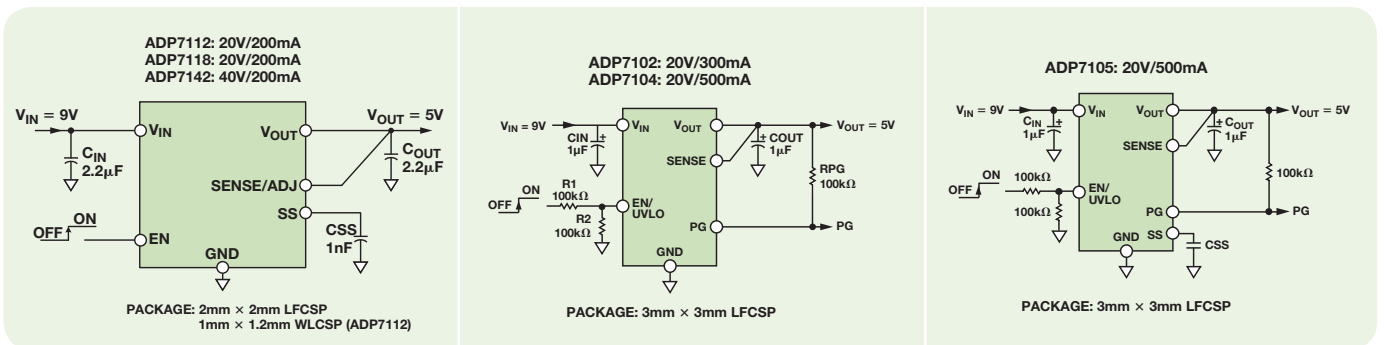 ADP7112: 20V/200mA
ADP7118: 20V/200mA
ADP7142: 40V/200mA
VIN = 9V
VIN
VOUT
VOUT = 5V
CIN
2.2µF
COUT
2.2µF
SENSE/ADJ
SS
ON
OFF
EN
CSS
1nF
GND
PACKAGE: 2mm × 2mm LFCSP
1mm × 1.2mm WLCSP (ADP7112)
ADP7102: 20V/300mA
ADP7104: 20V/500mA
VIN = 9V
VIN
VOUT
VOUT = 5V
CIN
1µF
+
COUT
1µF
+
SENSE
RPG
100kΩ
ON
OFF
R1
100kΩ
EN/
UVLO
R2
100kΩ
PG
PG
GND
PACKAGE: 3mm × 3mm LFCSP
ADP7105: 20V/500mA
VIN = 9V
VIN
VOUT
VOUT = 5V
CIN
1µF
+
COUT
1µF
+
SENSE
100kΩ
ON
OFF
100kΩ
EN/
UVLO
100kΩ
PG
PG
GND
SS
CSS
PACKAGE: 3mm × 3mm LFCSP